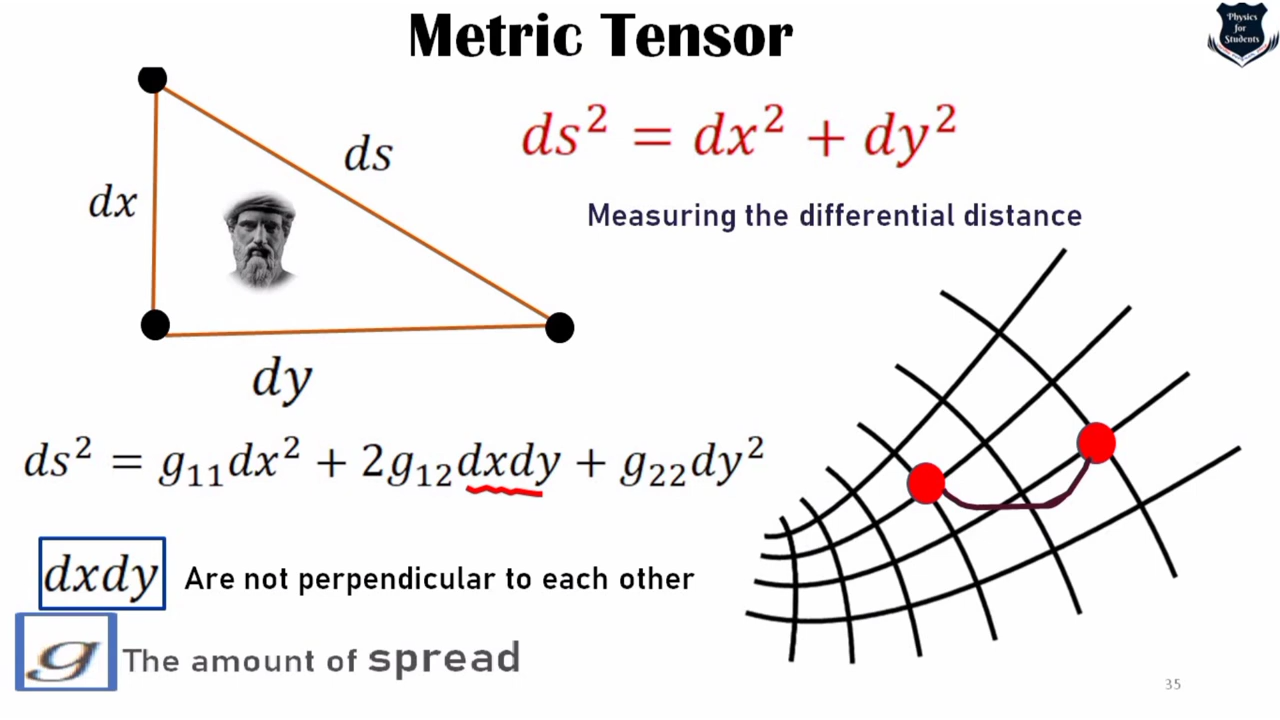 Metric Tensor
Physics
for
Students
ds² = dx² + dy²
ds
dx
Measuring the differential distance
dy
ds² = g₁₁dx² + 2g₁₂dxdy + g₂₂dy²
dxdy Are not perpendicular to each other
g The amount of spread
35